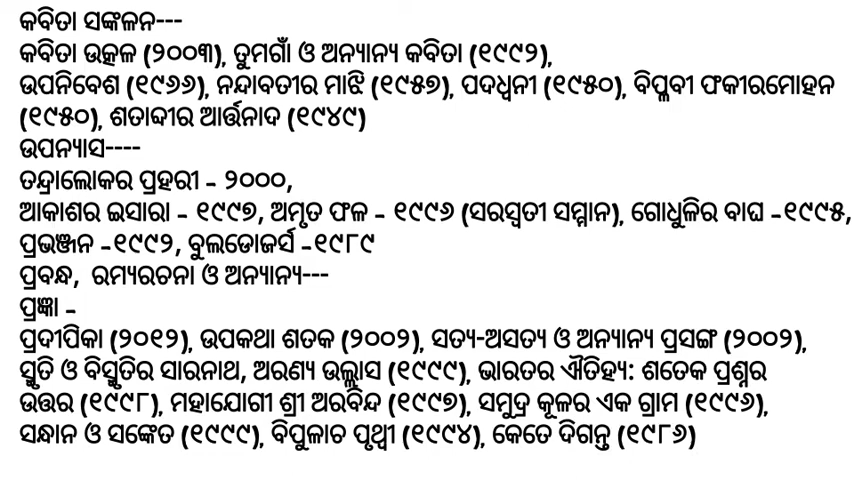 କବିତା ସଙ୍କଳନ---
କବିତା ଉତ୍କଳ (୨୦୦୩), ତୁମଗାଁ ଓ ଅନ୍ୟାନ୍ୟ କବିତା (୧୯୯୨),
ଉପନିବେଶ (୧୯୬୬), ନନ୍ଦାବତୀର ମାଝି (୧୯୫୭), ପଦଧ୍ୱନୀ (୧୯୫୦), ବିପ୍ଳବୀ ଫକୀରମୋହନ
(୧୯୫୦), ଶତାବ୍ଦୀର ଆର୍ତ୍ତନାଦ (୧୯୪୯)
ଉପନ୍ୟାସ----
ତନ୍ଦ୍ରାଲୋକର ପ୍ରହରୀ – ୨୦୦୦,
ଆକାଶର ଇସାରା – ୧୯୯୭, ଅମୃତ ଫଳ – ୧୯୯୬ (ସରସ୍ୱତୀ ସମ୍ମାନ), ଗୋଧୁଳିର ବାଘ –୧୯୯୫,
ପ୍ରଭଞ୍ଜନ –୧୯୯୨, ବୁଲଡୋଜର୍ସ –୧୯୮୯
ପ୍ରବନ୍ଧ, ରମ୍ୟରଚନା ଓ ଅନ୍ୟାନ୍ୟ---
ପ୍ରଜ୍ଞା –
ପ୍ରଦୀପିକା (୨୦୧୨), ଉପକଥା ଶତକ (୨୦୦୨), ସତ୍ୟ-ଅସତ୍ୟ ଓ ଅନ୍ୟାନ୍ୟ ପ୍ରସଙ୍ଗ (୨୦୦୨),
ସ୍ମୃତି ଓ ବିସ୍ମୃତିର ସାରନାଥ, ଅରଣ୍ୟ ଉଲ୍ଲାସ (୧୯୯୯), ଭାରତର ଐତିହ୍ୟ: ଶତେକ ପ୍ରଶ୍ନର
ଉତ୍ତର (୧୯୯୮), ମହାଯୋଗୀ ଶ୍ରୀ ଅରବିନ୍ଦ (୧୯୯୭), ସମୁଦ୍ର କୂଳର ଏକ ଗ୍ରାମ (୧୯୯୬),
ସନ୍ଧାନ ଓ ସଙ୍କେତ (୧୯୯୯), ବିପୁଳାଚ ପୃଥ୍ୱୀ (୧୯୯୪), କେତେ ଦିଗନ୍ତ (୧୯୮୬)